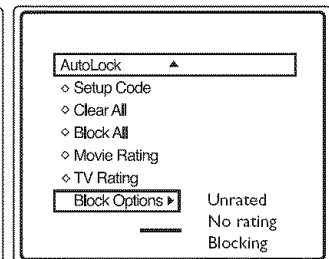 AutoLock ▲
◇ Setup Code
◇ Clear All
◇ Block All
◇ Movie Rating
◇ TV Rating
Block Options ▶ Unrated
No rating
Blocking